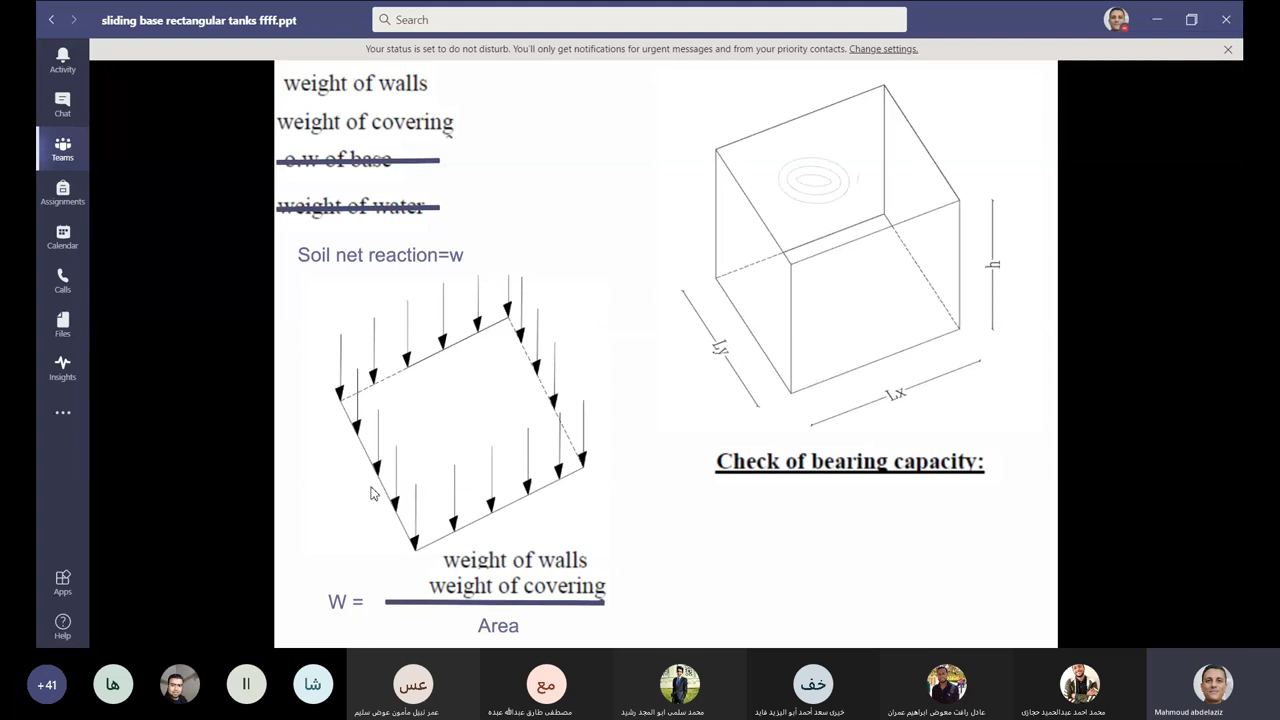 sliding base rectangular tanks ffff.ppt
Search
Your status is set to do not disturb. You'll only get notifications for urgent messages and from your priority contacts. Change settings.
Activity
Chat
Teams
Assignments
Calendar
Calls
Files
Insights
Apps
Help
weight of walls
weight of covering
o.w of base
weight of water
Soil net reaction=w
weight of walls
weight of covering
W =
Area
h
Ly
Lx
Check of bearing capacity:
+41
ها
اا
شا
عس
عمر نبيل مأمون عوض سليم
مع
مصطفى طارق عبدالله عبده
محمد سلمى ابو المجد رشيد
خف
خيرى سعد أحمد أبو اليزيد فايد
عادل رافت معوض ابراهيم عمران
محمد احمد عبدالحميد حجازى
Mahmoud abdelaziz